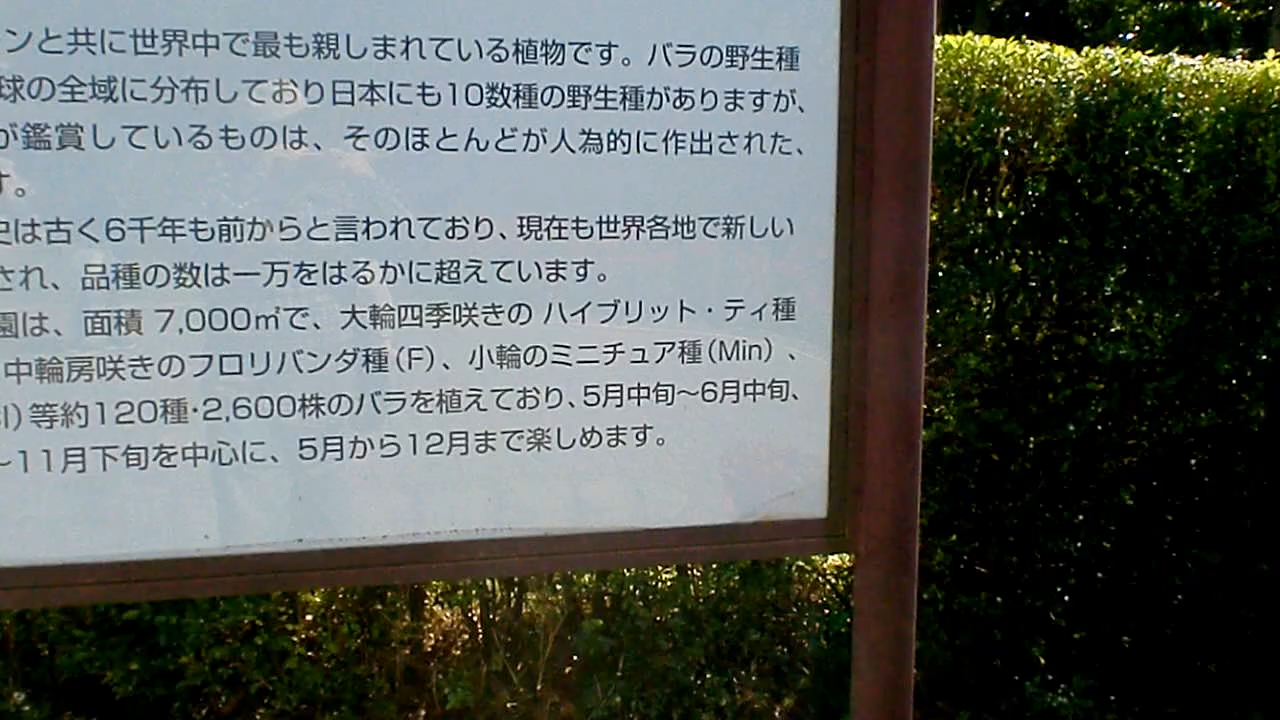 ンと共に世界中で最も親しまれている植物です。バラの野生種
球の全域に分布しており日本にも10数種の野生種がありますが、
が鑑賞しているものは、そのほとんどが人為的に作出された、
す。
史は古く6千年も前からと言われており、現在も世界各地で新しい
され、品種の数は一万をはるかに超えています。
園は、面積 7,000㎡で、大輪四季咲きの ハイブリット・ティ種
中輪房咲きのフロリバンダ種(F)、小輪のミニチュア種(Min)、
l)等約120種・2,600株のバラを植えており、5月中旬～6月中旬、
～11月下旬を中心に、5月から12月まで楽しめます。